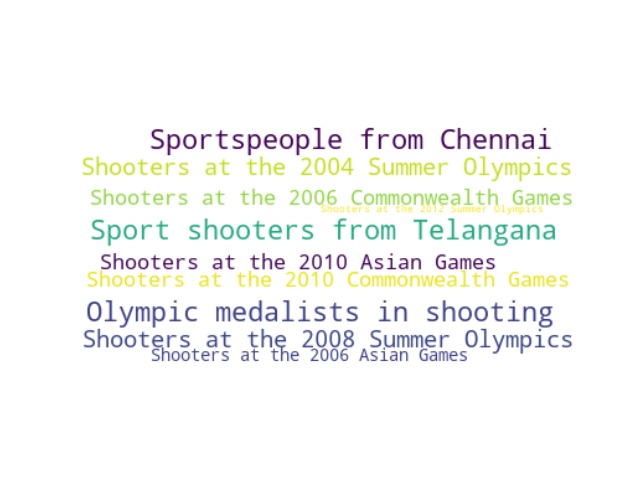 Sportspeople from Chennai
Shooters at the 2004 Summer Olympics
Shooters at the 2006 Commonwealth Games
Shooters at the 2012 Summer Olympics
Sport shooters from Telangana
Shooters at the 2010 Asian Games
Shooters at the 2010 Commonwealth Games
Olympic medalists in shooting
Shooters at the 2008 Summer Olympics
Shooters at the 2006 Asian Games